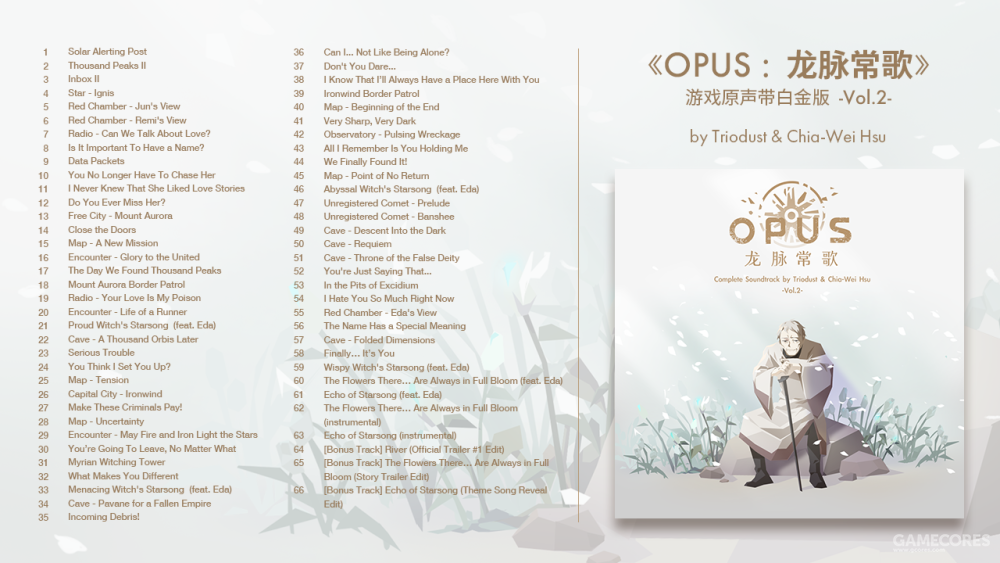 1 Solar Alerting Post
2 Thousand Peaks II
3 Inbox II
4 Star - Ignis
5 Red Chamber - Jun's View
6 Red Chamber - Remi's View
7 Radio - Can We Talk About Love?
8 Is It Important To Have a Name?
9 Data Packets
10 You No Longer Have To Chase Her
11 I Never Knew That She Liked Love Stories
12 Do You Ever Miss Her?
13 Free City - Mount Aurora
14 Close the Doors
15 Map - A New Mission
16 Encounter - Glory to the United
17 The Day We Found Thousand Peaks
18 Mount Aurora Border Patrol
19 Radio - Your Love Is My Poison
20 Encounter - Life of a Runner
21 Proud Witch's Starsong (feat. Eda)
22 Cave - A Thousand Orbits Later
23 Serious Trouble
24 You Think I Set You Up?
25 Map - Tension
26 Capital City - Ironwind
27 Make These Criminals Pay!
28 Map - Uncertainty
29 Encounter - May Fire and Iron Light the Stars
30 You're Going To Leave, No Matter What
31 Myrian Witching Tower
32 What Makes You Different
33 Menacing Witch's Starsong (feat. Eda)
34 Cave - Pavane for a Fallen Empire
35 Incoming Debris!
36 Can I... Not Like Being Alone?
37 Don't You Dare...
38 I Know That I'll Always Have a Place Here With You
39 Ironwind Border Patrol
40 Map - Beginning of the End
41 Very Sharp, Very Dark
42 Observatory - Pulsing Wreckage
43 All I Remember Is You Holding Me
44 We Finally Found It!
45 Map - Point of No Return
46 Abyssal Witch's Starsong (feat. Eda)
47 Unregistered Comet - Prelude
48 Unregistered Comet - Banshee
49 Cave - Descent Into the Dark
50 Cave - Requiem
51 Cave - Throne of the False Deity
52 You're Just Saying That...
53 In the Pits of Excidium
54 I Hate You So Much Right Now
55 Red Chamber - Eda's View
56 The Name Has a Special Meaning
57 Cave - Folded Dimensions
58 Finally... It's You
59 Wispy Witch's Starsong (feat. Eda)
60 The Flowers There... Are Always in Full Bloom (feat. Eda)
61 Echo of Starsong (feat. Eda)
62 The Flowers There... Are Always in Full Bloom
(instrumental)
63 Echo of Starsong (instrumental)
64 [Bonus Track] River (Official Trailer #1 Edit)
65 [Bonus Track] The Flowers There... Are Always in Full
Bloom (Story Trailer Edit)
66 [Bonus Track] Echo of Starsong (Theme Song Reveal
Edit)
《OPUS：龙脉常歌》
游戏原声带白金版 -Vol.2-
by Triodust & Chia-Wei Hsu
OPUS
龙脉常歌
Complete Soundtrack by Triodust & Chia-Wei Hsu
-Vol.2-
GAMECORES